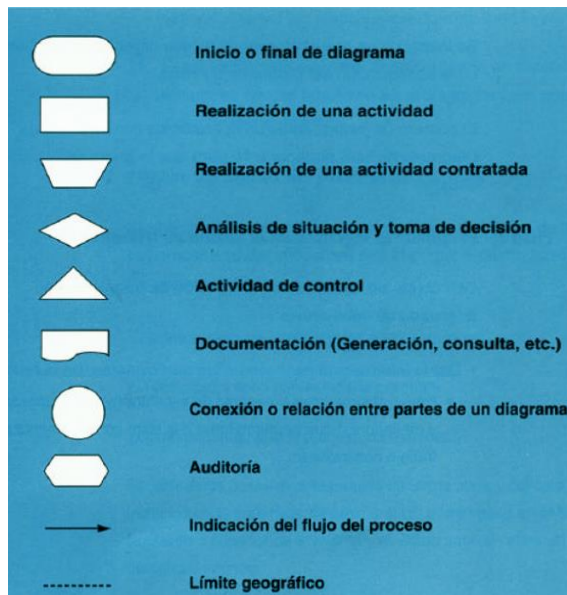 Inicio o final de diagrama
Realización de una actividad
Realización de una actividad contratada
Análisis de situación y toma de decisión
Actividad de control
Documentación (Generación, consulta, etc.)
Conexión o relación entre partes de un diagrama
Auditoría
Indicación del flujo del proceso
Límite geográfico